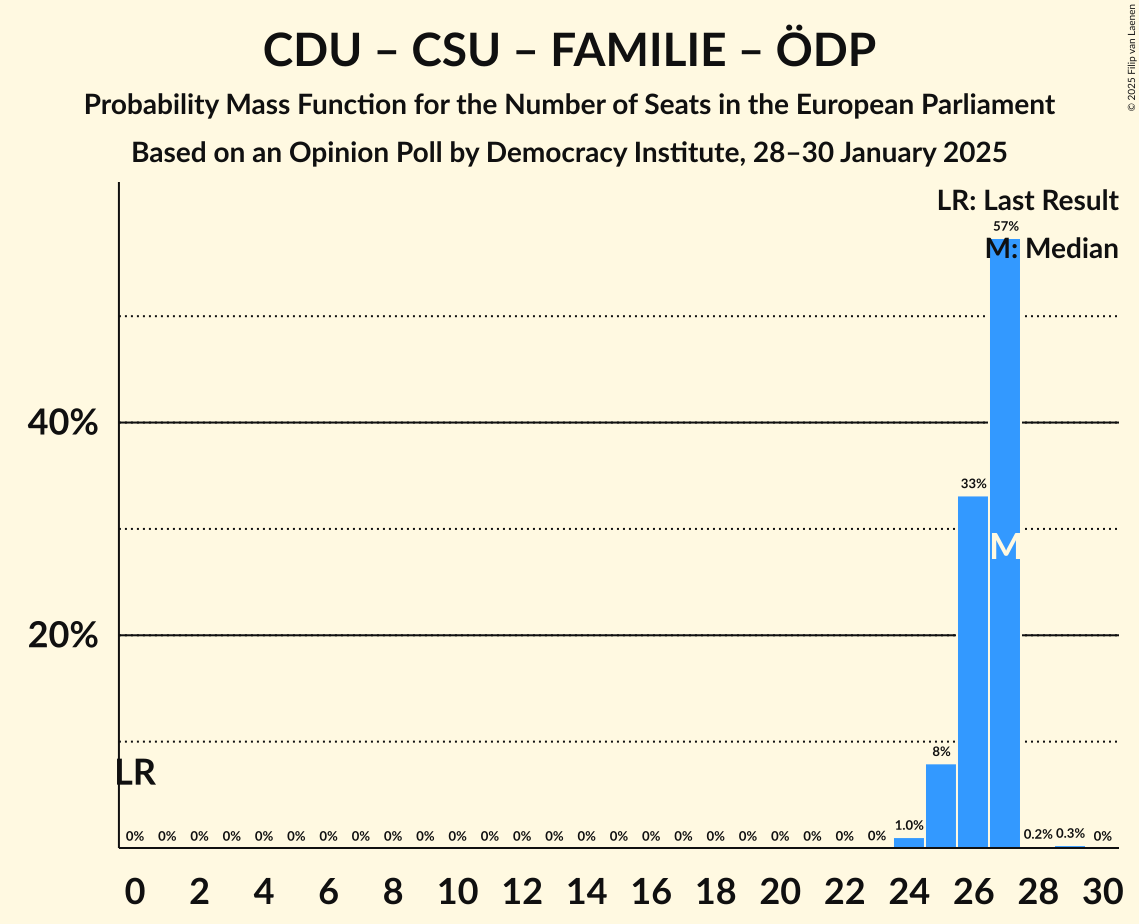 CDU – CSU – FAMILIE – ÖDP
Probability Mass Function for the Number of Seats in the European Parliament
Based on an Opinion Poll by Democracy Institute, 28–30 January 2025
© 2025 Filip van Laenen
LR: Last Result
57%
M: Median
40%
33%
M
20%
8%
LR
0% 0% 0% 0% 0% 0% 0% 0% 0% 0% 0% 0% 0% 0% 0% 0% 0% 0% 0% 0% 0% 0% 0% 0% 1.0% 0.2% 0.3% 0%
0 2 4 6 8 10 12 14 16 18 20 22 24 26 28 30